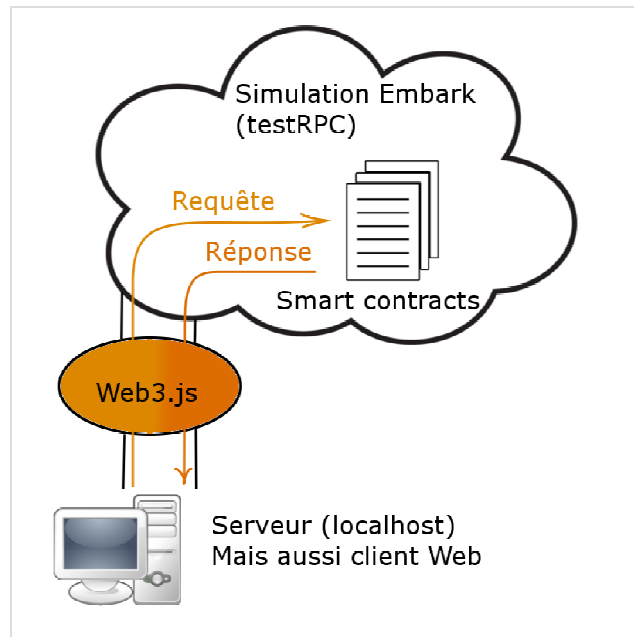 Simulation Embark
(testRPC)
Requête
Réponse
Smart contracts
Web3.js
Serveur (localhost)
Mais aussi client Web